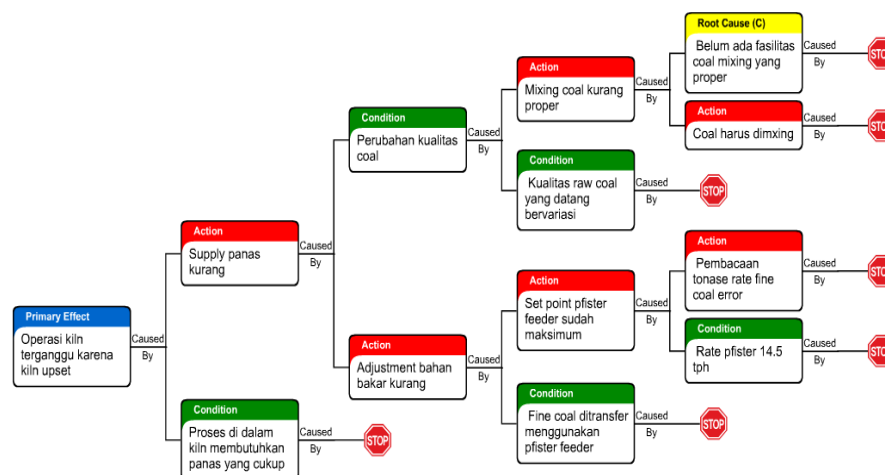 Root Cause (C)
Belum ada fasilitas
coal mixing yang
proper
Caused
By
STO
Action
Mixing coal kurang
proper
Caused
By
Action
Coal harus dimxing
Caused
By
STO
Condition
Perubahan kualitas
coal
Caused
By
Condition
Kualitas raw coal
yang datang
bervariasi
Caused
By
STOP
Action
Supply panas
kurang
Caused
By
Action
Pembacaan
tonase rate fine
coal error
Caused
By
STO
Action
Set point pfister
feeder sudah
maksimum
Caused
By
Condition
Rate pfister 14.5
tph
Caused
By
STO
Primary Effect
Operasi kiln
terganggu karena
kiln upset
Caused
By
Action
Adjustment bahan
bakar kurang
Caused
By
Condition
Fine coal ditransfer
menggunakan
pfister feeder
Caused
By
STOP
Condition
Proses di dalam
kiln membutuhkan
panas yang cukup
Caused
By
STOP